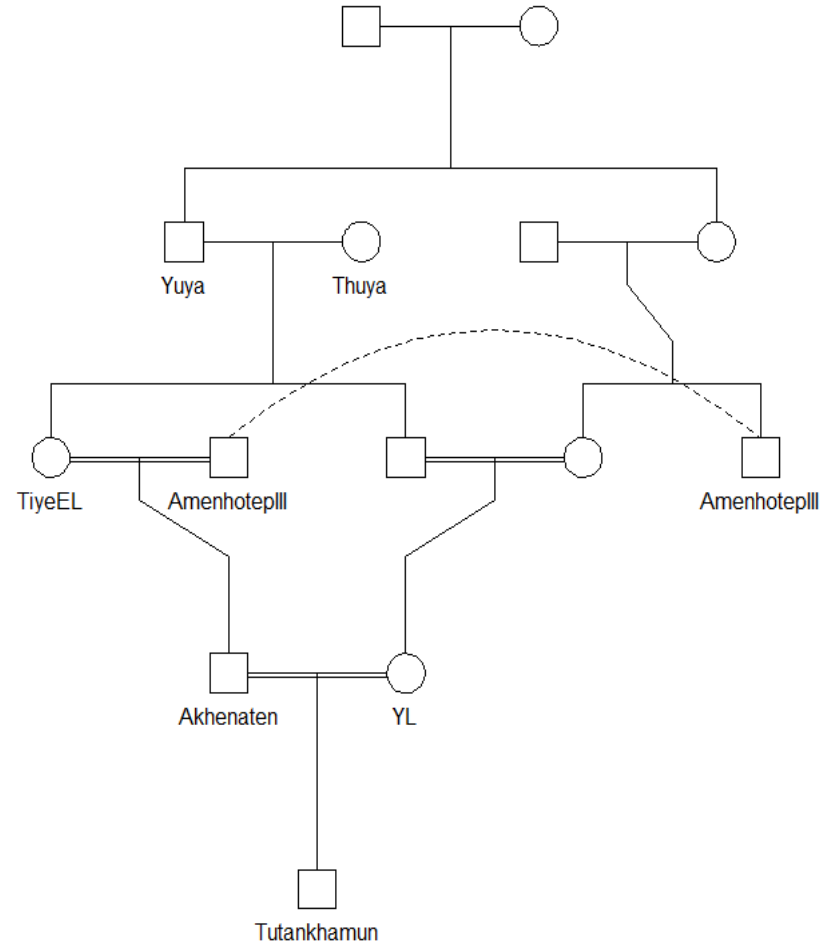 Yuya
Thuya
TiyeEL
AmenhotepIII
AmenhotepIII
Akhenaten
YL
Tutankhamun